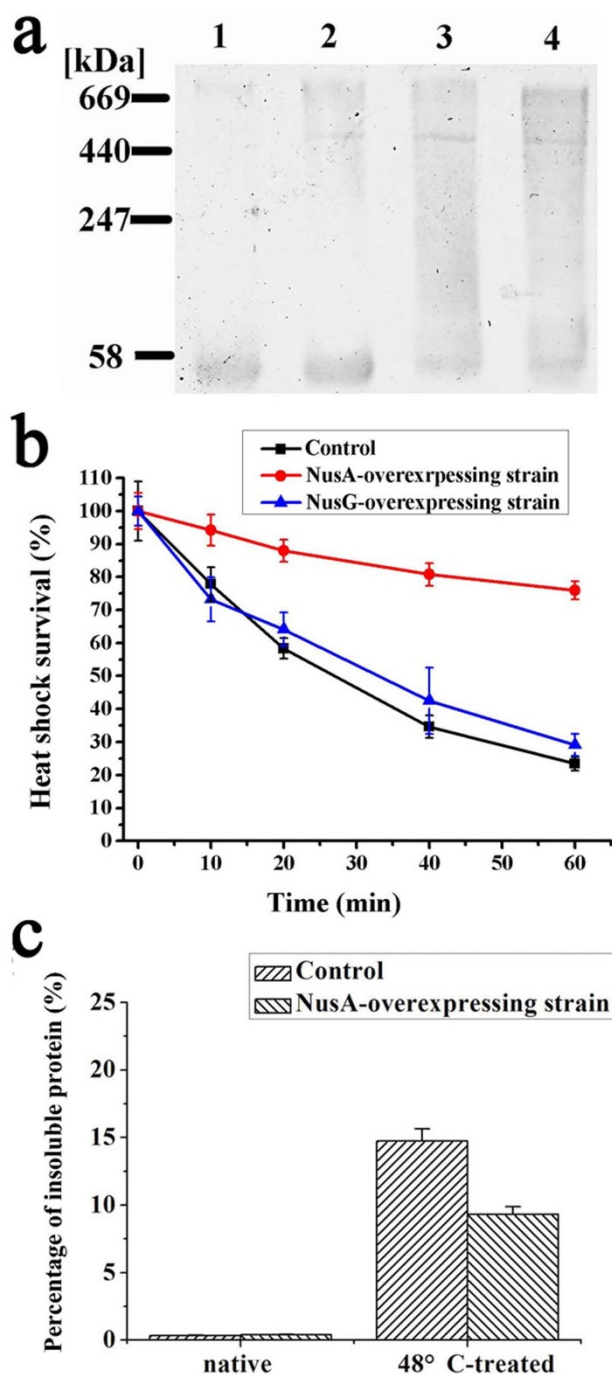 a
1 2 3 4
[kDa]
669
440
247
58
b
Control
NusA-overexrpessing strain
NusG-overexpressing strain
Heat shock survival (%)
110
100
90
80
70
60
50
40
30
20
10
0
0 10 20 30 40 50 60
Time (min)
c
Control
NusA-overexpressing strain
Percentage of insoluble protein (%)
25
20
15
10
5
0
native 48° C-treated